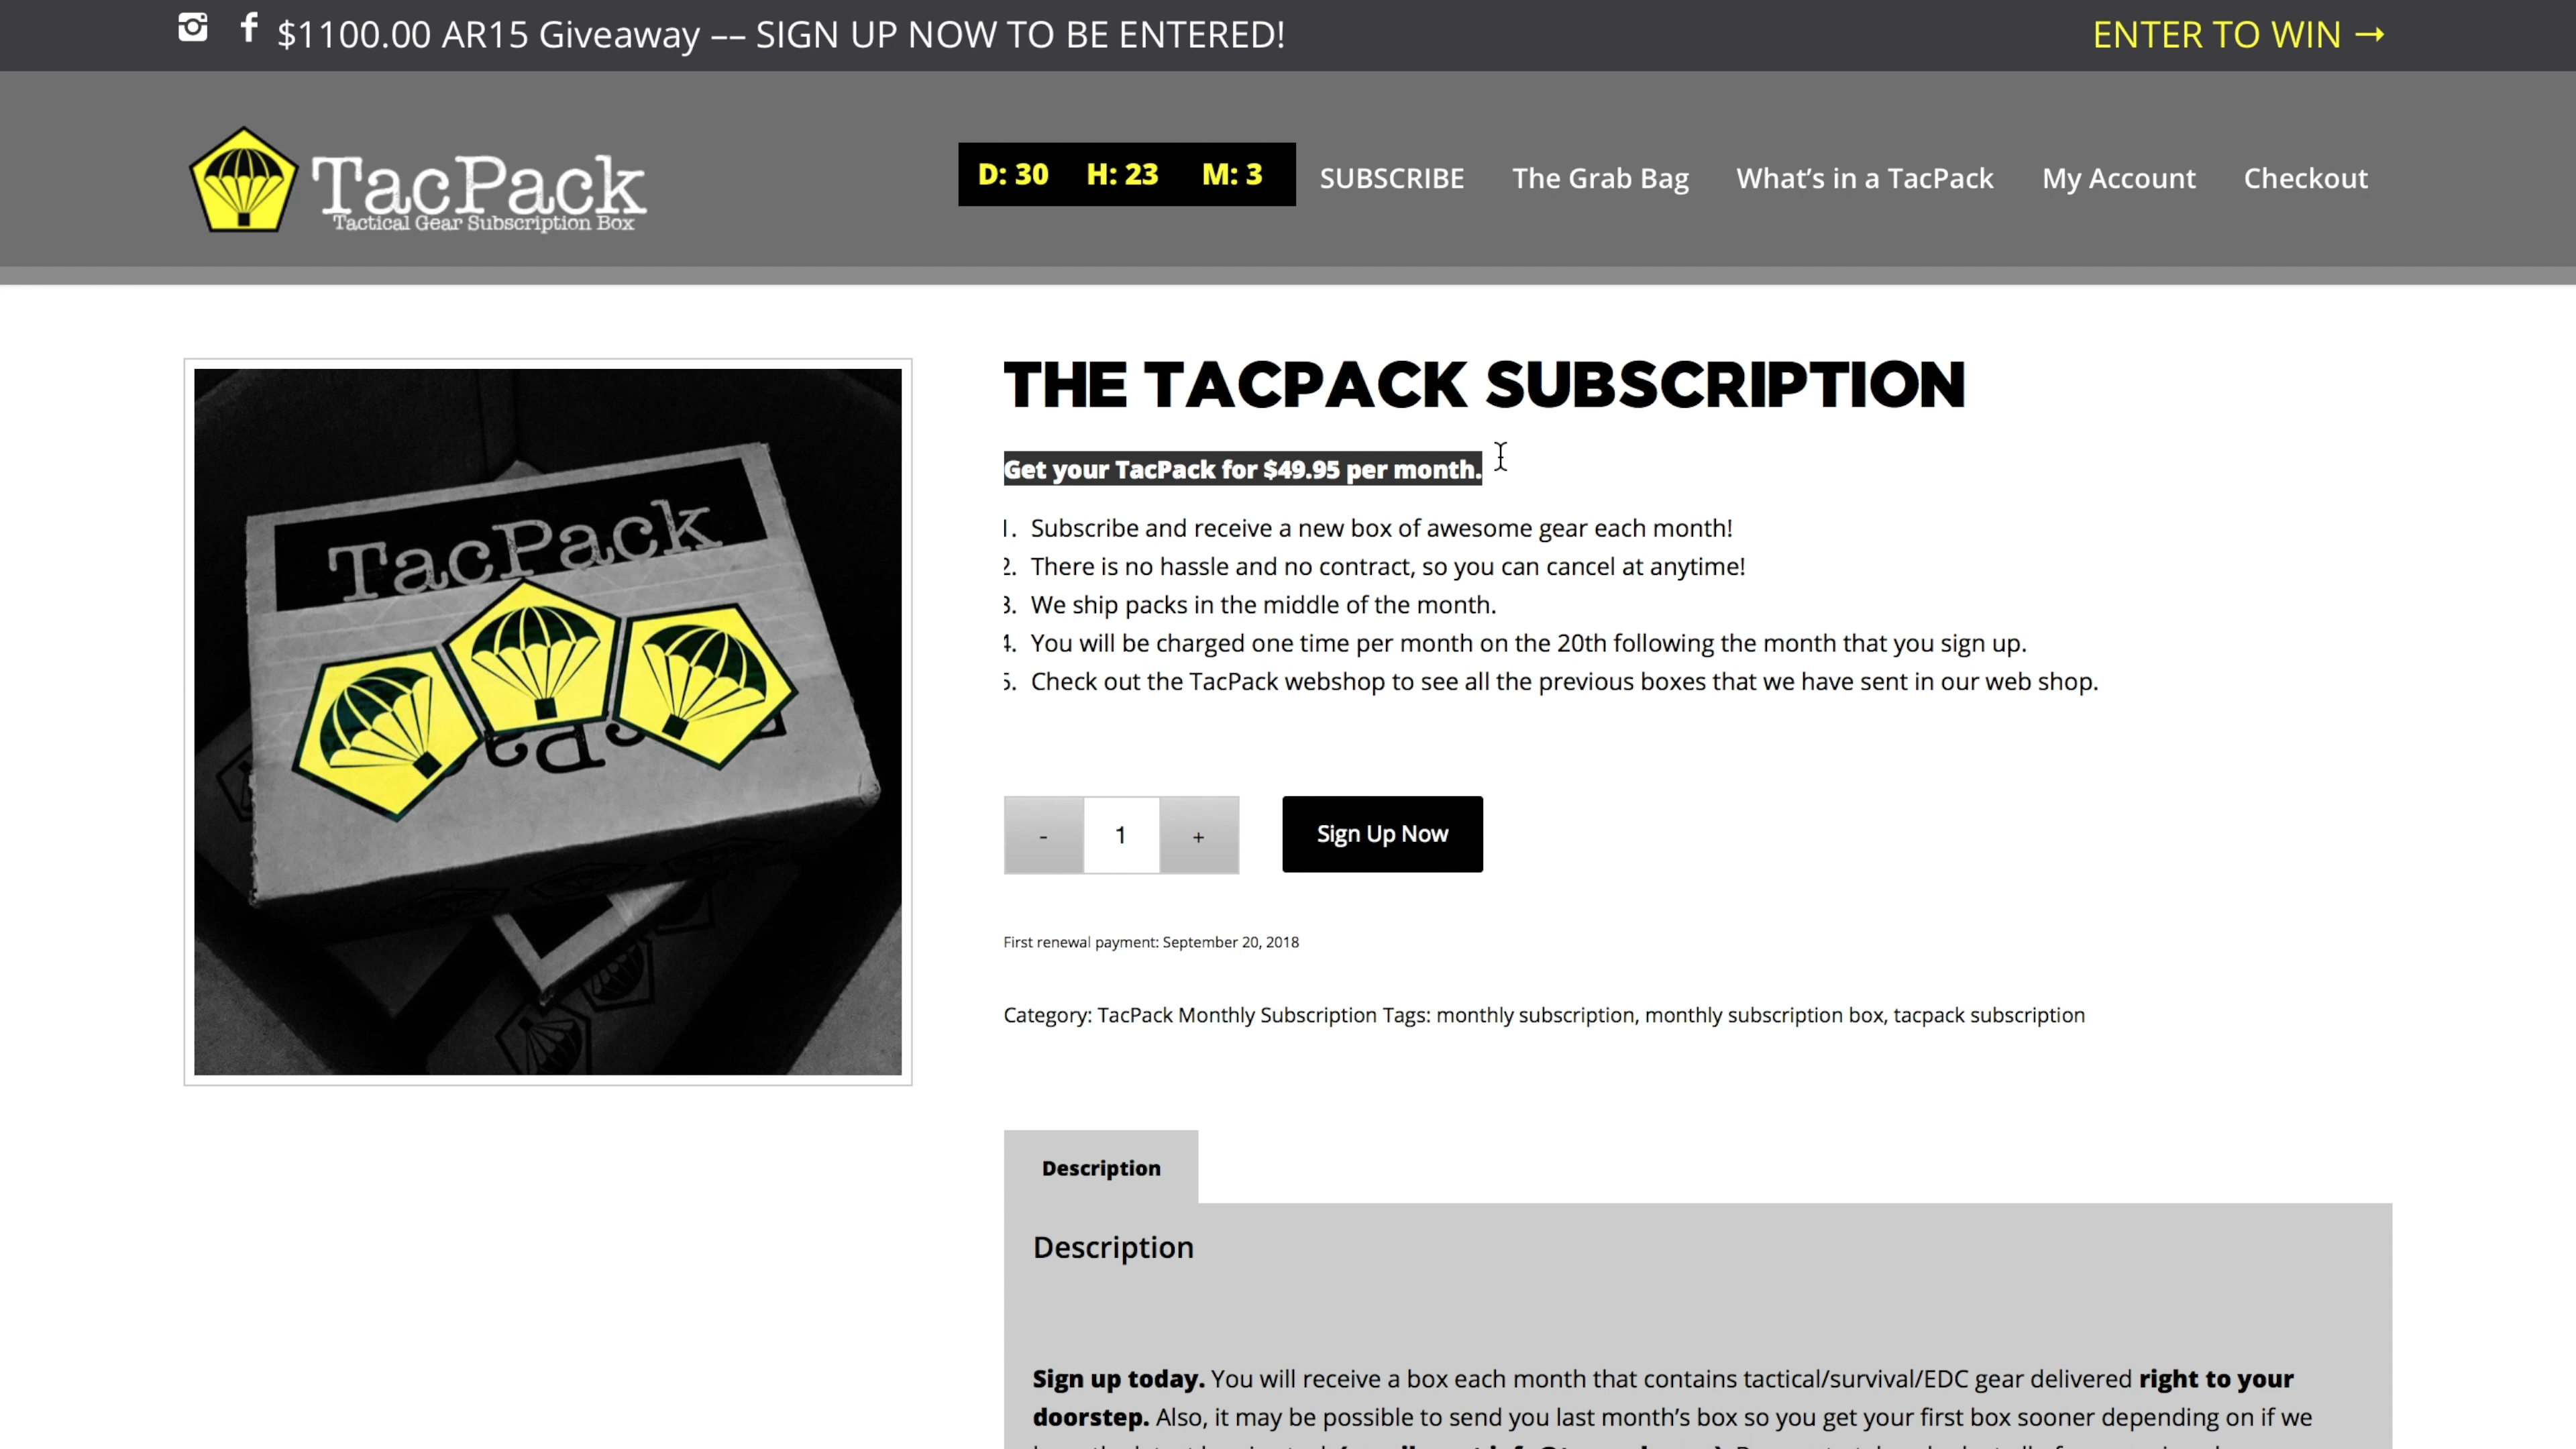 $1100.00 AR15 Giveaway –– SIGN UP NOW TO BE ENTERED!
ENTER TO WIN →
TacPack
Tactical Gear Subscription Box
D: 30 H: 23 M: 3
SUBSCRIBE
The Grab Bag
What’s in a TacPack
My Account
Checkout
TacPack
THE TACPACK SUBSCRIPTION
Get your TacPack for $49.95 per month.
1. Subscribe and receive a new box of awesome gear each month!
2. There is no hassle and no contract, so you can cancel at anytime!
3. We ship packs in the middle of the month.
4. You will be charged one time per month on the 20th following the month that you sign up.
5. Check out the TacPack webshop to see all the previous boxes that we have sent in our web shop.
- 1 +
Sign Up Now
First renewal payment: September 20, 2018
Category: TacPack Monthly Subscription Tags: monthly subscription, monthly subscription box, tacpack subscription
Description
Description
Sign up today. You will receive a box each month that contains tactical/survival/EDC gear delivered right to your
doorstep. Also, it may be possible to send you last month’s box so you get your first box sooner depending on if we